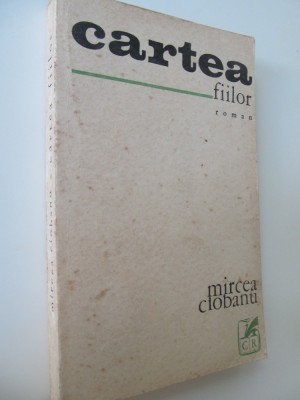 cartea
fiilor
roman
mircea
ciobanu
CR